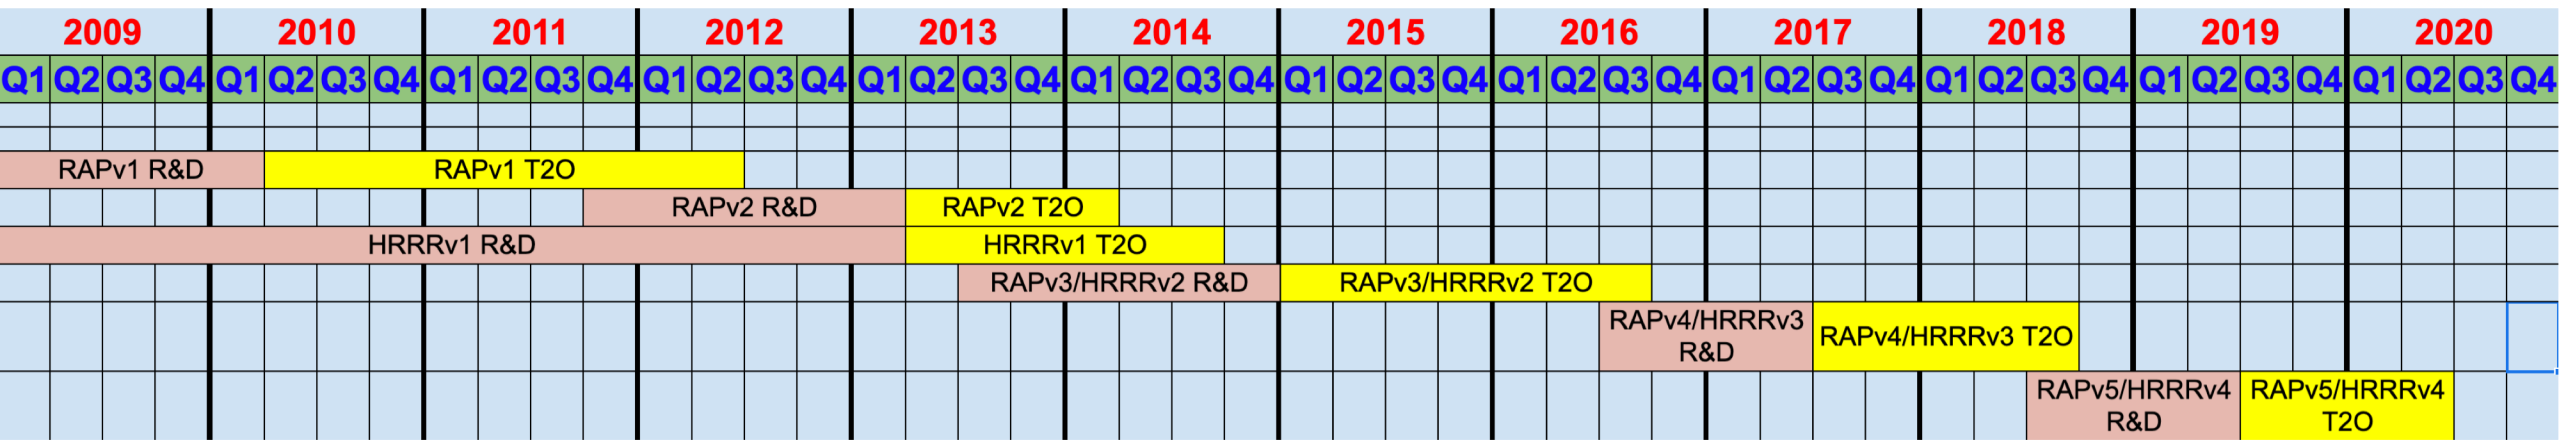 2009 2010 2011 2012 2013 2014 2015 2016 2017 2018 2019 2020
Q1 Q2 Q3 Q4 Q1 Q2 Q3 Q4 Q1 Q2 Q3 Q4 Q1 Q2 Q3 Q4 Q1 Q2 Q3 Q4 Q1 Q2 Q3 Q4 Q1 Q2 Q3 Q4 Q1 Q2 Q3 Q4 Q1 Q2 Q3 Q4 Q1 Q2 Q3 Q4 Q1 Q2 Q3 Q4 Q1 Q2 Q3 Q4
RAPv1 R&D RAPv1 T2O
RAPv2 R&D RAPv2 T2O
HRRRv1 R&D HRRRv1 T2O
RAPv3/HRRRv2 R&D RAPv3/HRRRv2 T2O
RAPv4/HRRRv3
R&D
RAPv4/HRRRv3 T2O
RAPv5/HRRRv4
R&D
RAPv5/HRRRv4
T2O